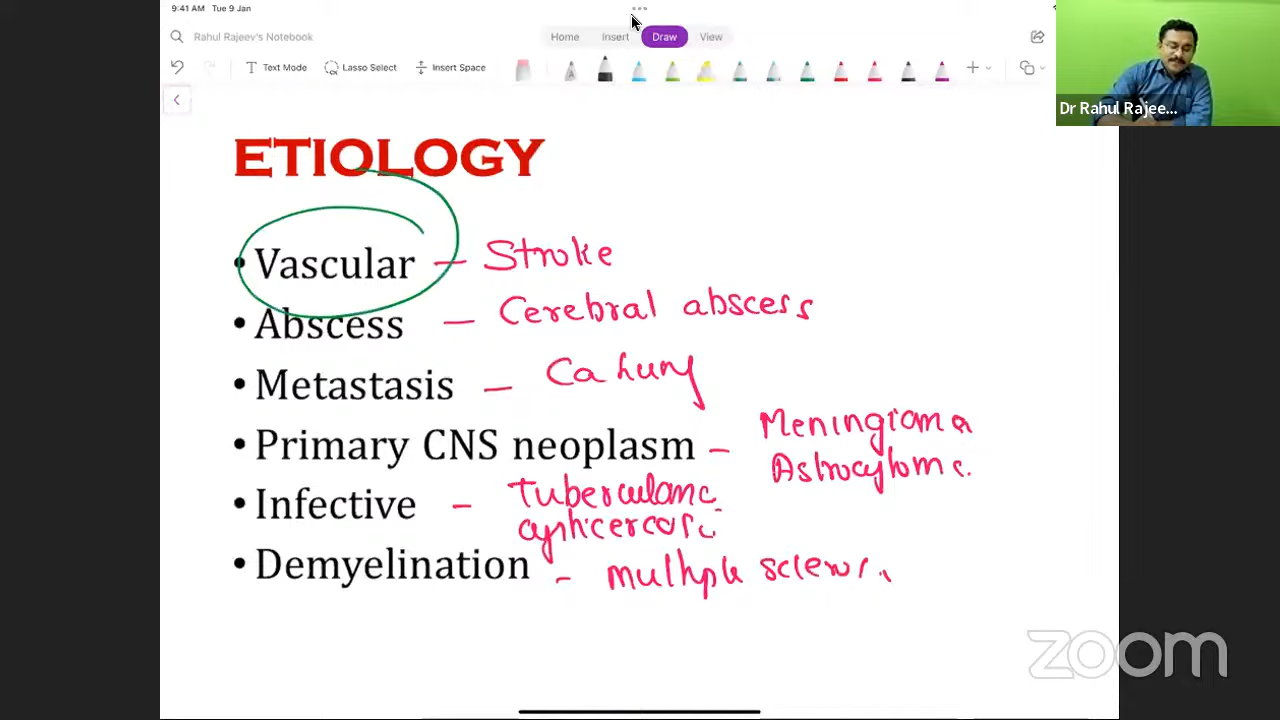 9:41 AM Tue 9 Jan
Rahul Rajeev's Notebook
Home Insert Draw View
Text Mode Lasso Select Insert Space
Dr Rahul Rajee...
ETIOLOGY
• Vascular — Stroke
• Abscess — Cerebral abscess
• Metastasis — Ca Lung
• Primary CNS neoplasm — Meningioma
Astrocytoma.
• Infective - Tuberculoma
cysticercosi
• Demyelination - multiple scleros
zoom